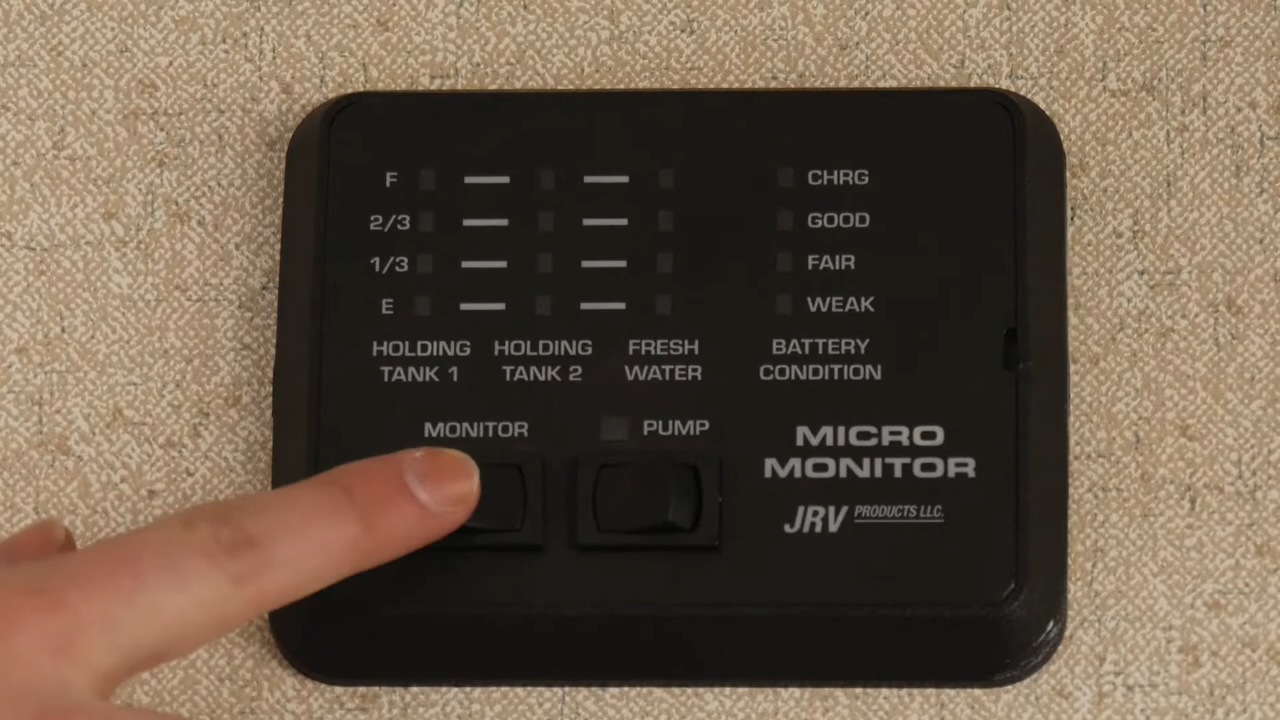 F CHRG
2/3 GOOD
1/3 FAIR
E WEAK
HOLDING TANK 1
HOLDING TANK 2
FRESH WATER
BATTERY CONDITION
MONITOR
PUMP
MICRO
MONITOR
JRV PRODUCTS LLC.